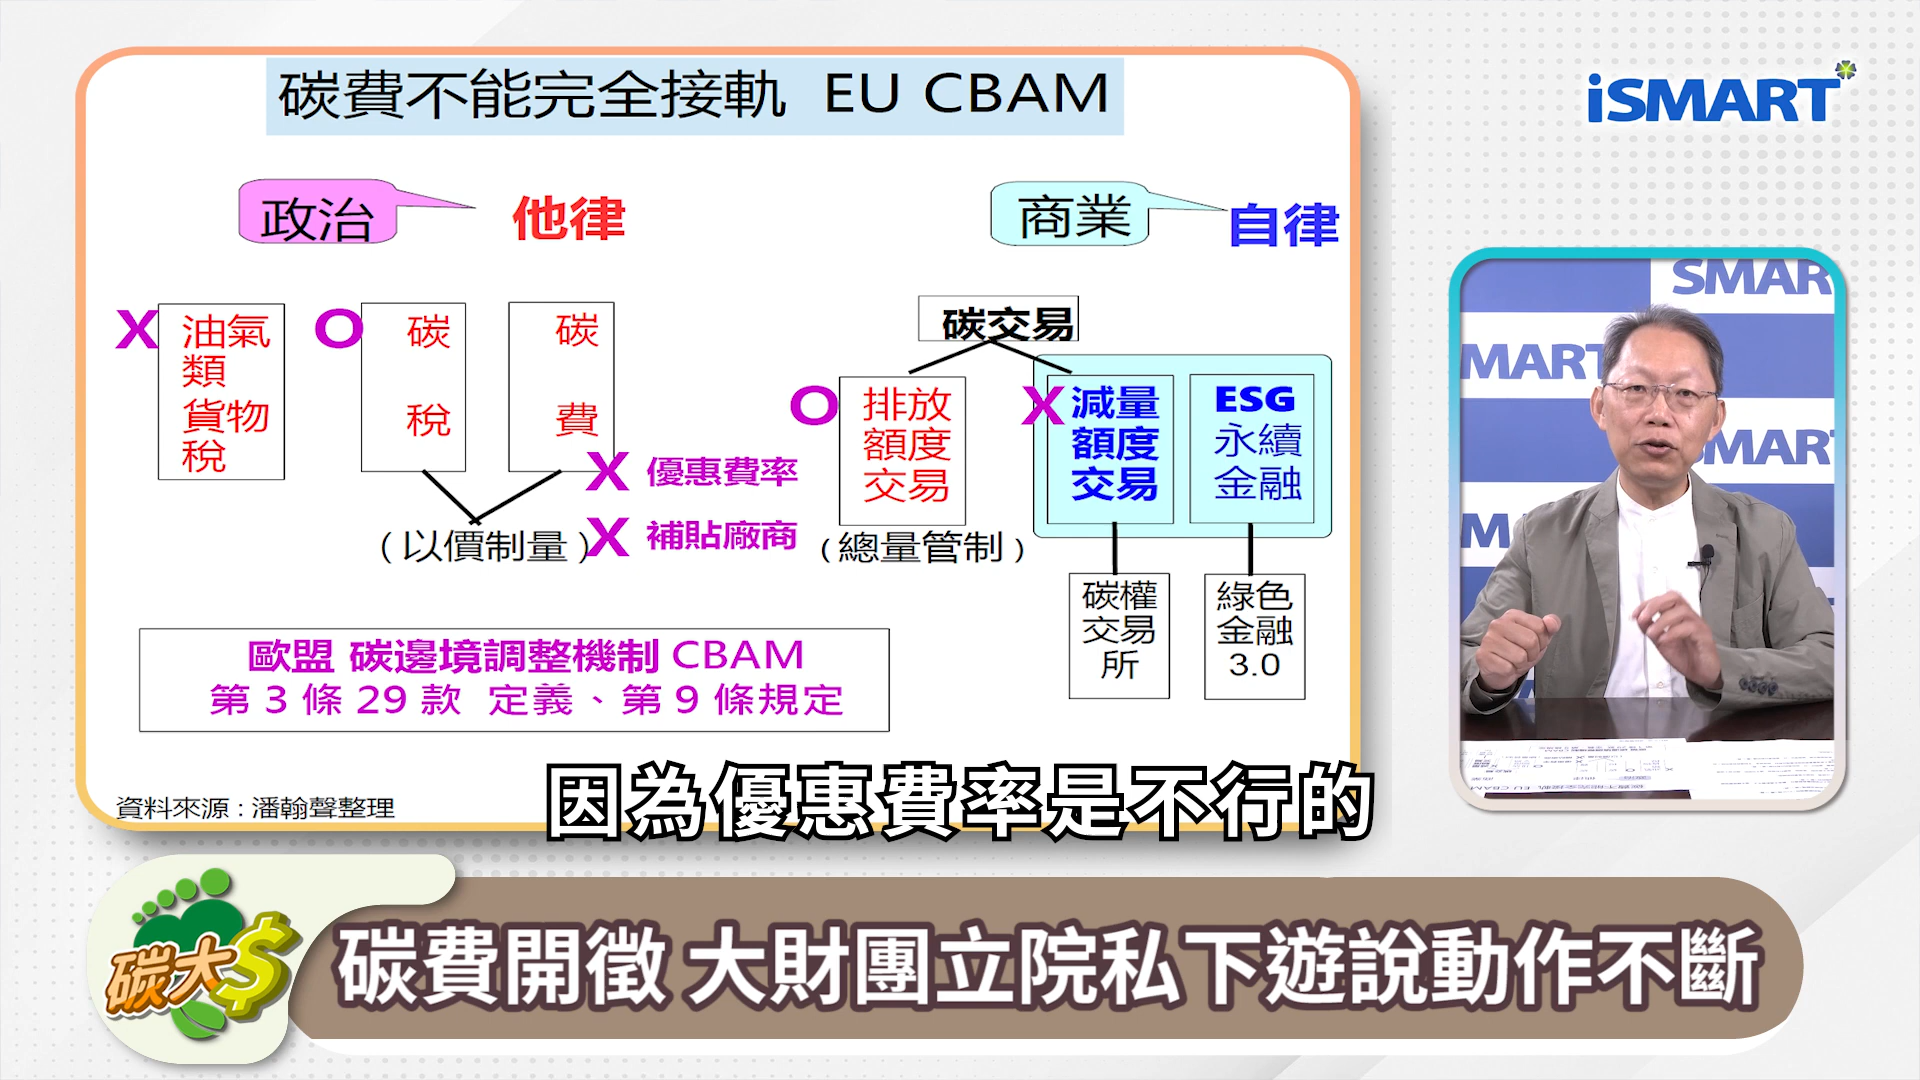 碳費不能完全接軌 EU CBAM
iSMART
政治
他律
商業
自律
X
油氣
類
貨物
稅
O
碳
稅
碳
費
X 優惠費率
X 補貼廠商
(以價制量)
碳交易
O
排放
額度
交易
(總量管制)
X
減量
額度
交易
ESG
永續
金融
碳權
交易
所
綠色
金融
3.0
歐盟 碳邊境調整機制 CBAM
第 3 條 29 款 定義、第 9 條規定
資料來源:潘翰聲整理
SMAR
MART
MART
M
因為優惠費率是不行的
碳大$
碳費開徵 大財團立院私下遊說動作不斷